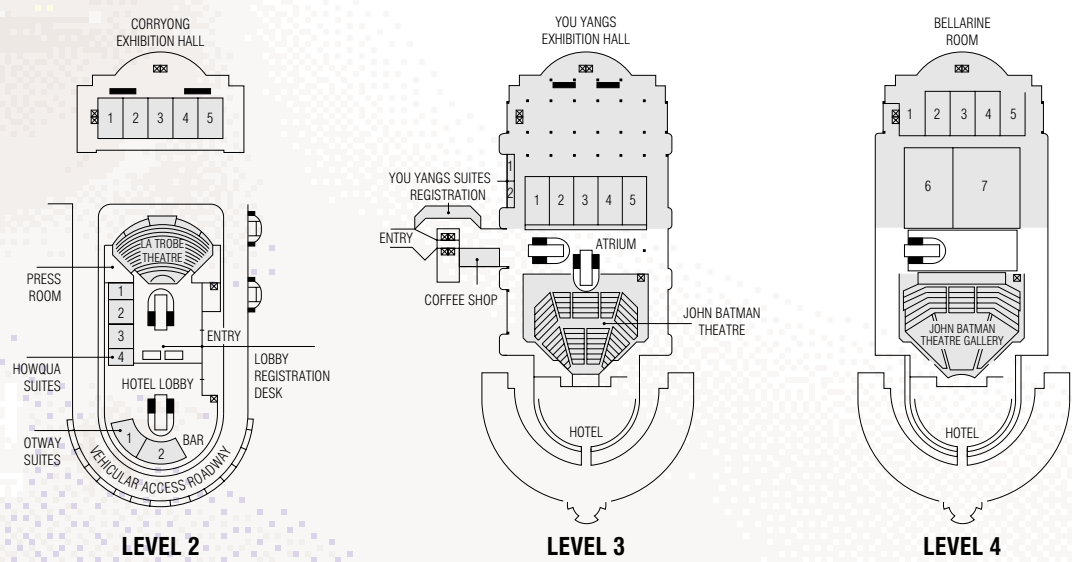 CORRYONG
EXHIBITION HALL
1 2 3 4 5
LA TROBE
THEATRE
PRESS
ROOM
1
2
3
4
ENTRY
HOWQUA
SUITES
LOBBY
REGISTRATION
DESK
HOTEL LOBBY
OTWAY
SUITES
1
2
BAR
VEHICULAR ACCESS ROADWAY
LEVEL 2
YOU YANGS
EXHIBITION HALL
1
2
YOU YANGS SUITES
REGISTRATION
1 2 3 4 5
ENTRY
ATRIUM
COFFEE SHOP
JOHN BATMAN
THEATRE
HOTEL
LEVEL 3
BELLARINE
ROOM
1 2 3 4 5
6 7
JOHN BATMAN
THEATRE GALLERY
HOTEL
LEVEL 4